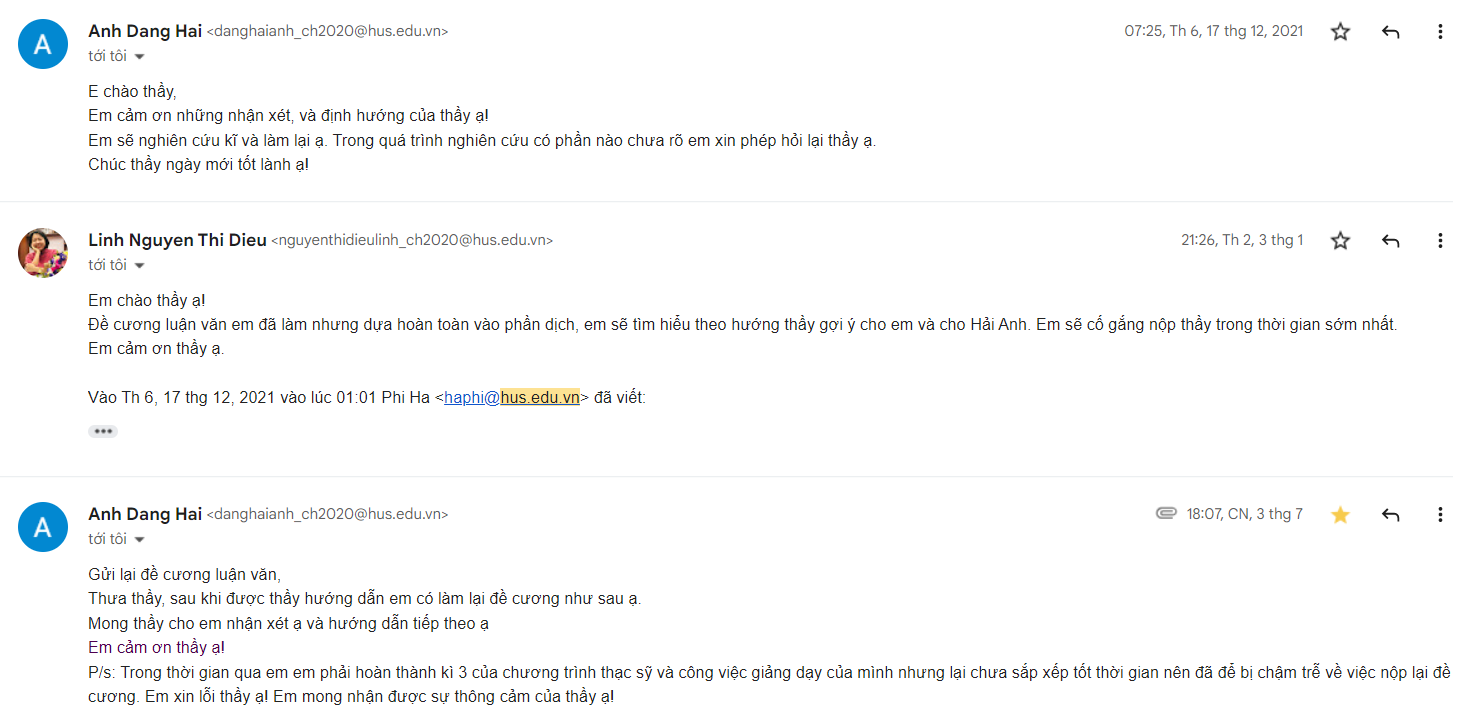 A
Anh Dang Hai <danghaianh_ch2020@hus.edu.vn>
07:25, Th 6, 17 thg 12, 2021
tới tôi
E chào thầy,
Em cảm ơn những nhận xét, và định hướng của thầy ạ!
Em sẽ nghiên cứu kĩ và làm lại ạ. Trong quá trình nghiên cứu có phần nào chưa rõ em xin phép hỏi lại thầy ạ.
Chúc thầy ngày mới tốt lành ạ!
Linh Nguyen Thi Dieu <nguyenthidieulinh_ch2020@hus.edu.vn>
21:26, Th 2, 3 thg 1
tới tôi
Em chào thầy ạ!
Đề cương luận văn em đã làm nhưng dựa hoàn toàn vào phần dịch, em sẽ tìm hiểu theo hướng thầy gợi ý cho em và cho Hải Anh. Em sẽ cố gắng nộp thầy trong thời gian sớm nhất.
Em cảm ơn thầy ạ.
Vào Th 6, 17 thg 12, 2021 vào lúc 01:01 Phi Ha <haphi@hus.edu.vn> đã viết:
A
Anh Dang Hai <danghaianh_ch2020@hus.edu.vn>
18:07, CN, 3 thg 7
tới tôi
Gửi lại đề cương luận văn,
Thưa thầy, sau khi được thầy hướng dẫn em có làm lại đề cương như sau ạ.
Mong thầy cho em nhận xét ạ và hướng dẫn tiếp theo ạ
Em cảm ơn thầy ạ!
P/s: Trong thời gian qua em em phải hoàn thành kì 3 của chương trình thạc sỹ và công việc giảng dạy của mình nhưng lại chưa sắp xếp tốt thời gian nên đã để bị chậm trễ về việc nộp lại đề
cương. Em xin lỗi thầy ạ! Em mong nhận được sự thông cảm của thầy ạ!